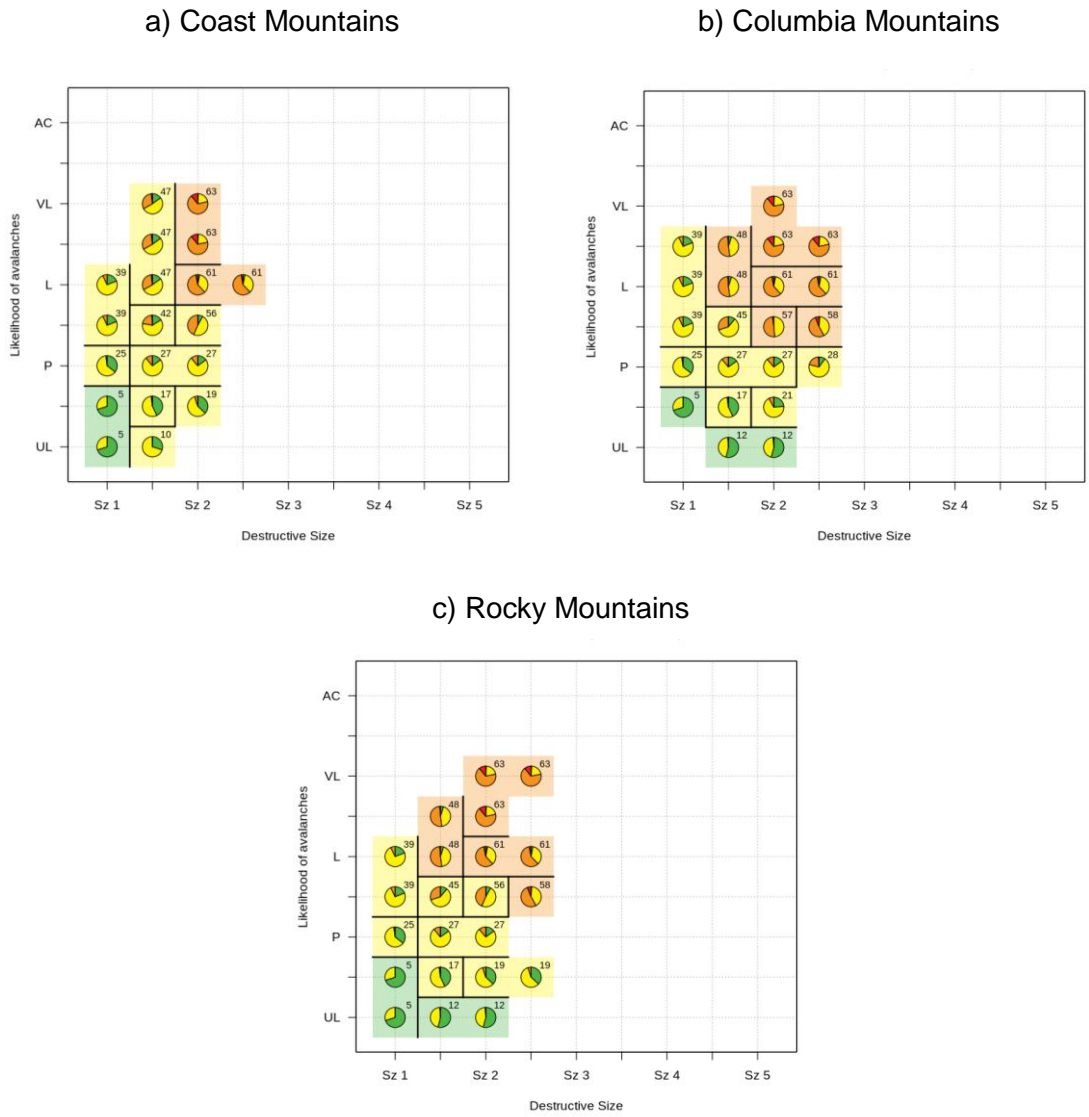 a) Coast Mountains
b) Columbia Mountains
AC
VL
L
P
UL
Likelihood of avalanches
47 63
47 63
39 47 61 61
39 42 56
25 27 27
5 17 19
5 10
Sz 1 Sz 2 Sz 3 Sz 4 Sz 5
Destructive Size
AC
VL
L
P
UL
Likelihood of avalanches
63
39 48 63 63
39 48 61 61
39 45 57 58
25 27 27 28
5 17 21
12 12
Sz 1 Sz 2 Sz 3 Sz 4 Sz 5
Destructive Size
c) Rocky Mountains
AC
VL
L
P
UL
Likelihood of avalanches
63 63
48 63
39 48 61 61
39 45 56 58
25 27 27
5 17 19 19
5 12 12
Sz 1 Sz 2 Sz 3 Sz 4 Sz 5
Destructive Size